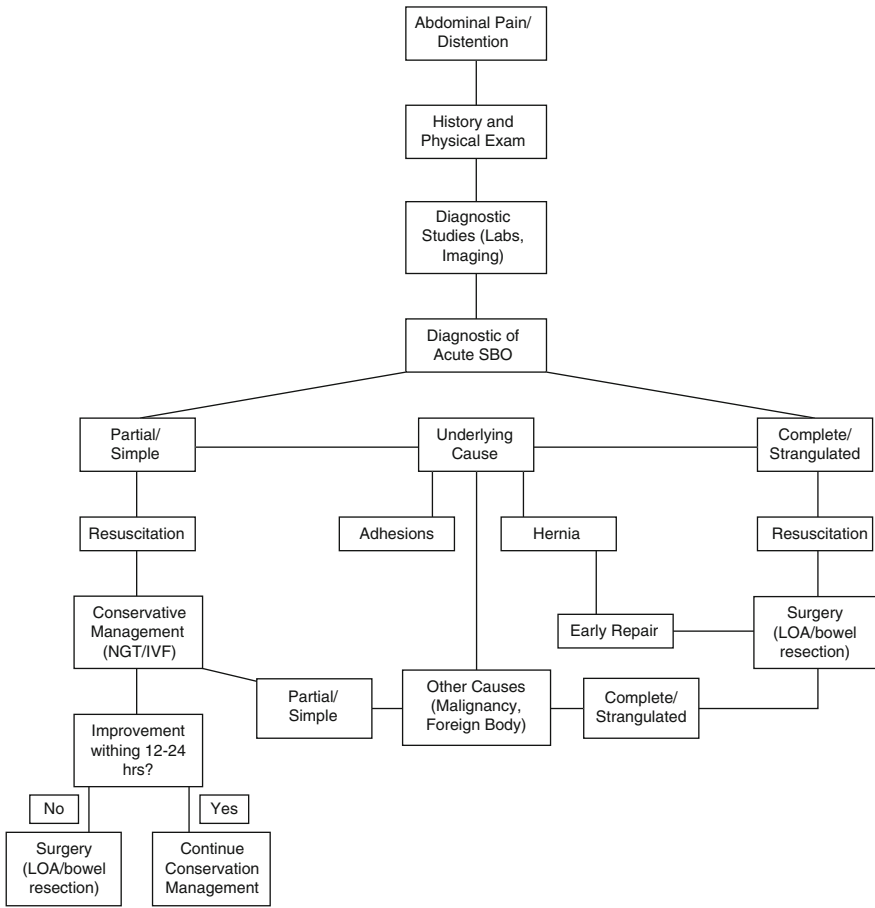 Abdominal Pain/
Distention
History and
Physical Exam
Diagnostic
Studies (Labs,
Imaging)
Diagnostic of
Acute SBO
Partial/
Simple
Underlying
Cause
Complete/
Strangulated
Resuscitation
Adhesions
Hernia
Resuscitation
Conservative
Management
(NGT/IVF)
Early Repair
Surgery
(LOA/bowel
resection)
Partial/
Simple
Other Causes
(Malignancy,
Foreign Body)
Complete/
Strangulated
Improvement
withing 12-24
hrs?
No
Yes
Surgery
(LOA/bowel
resection)
Continue
Conservation
Management